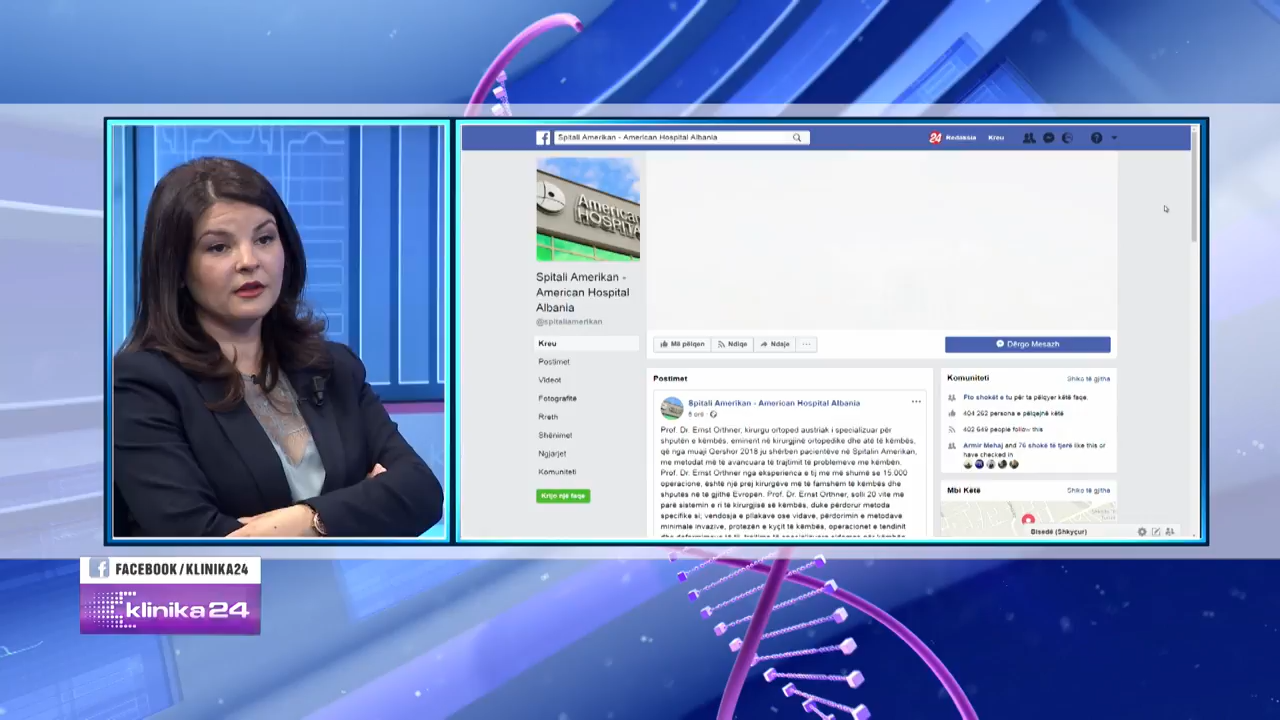 Spitali Amerikan - American Hospital Albania
24 Redaksia Kreu
American
HOSPITA
Spitali Amerikan -
American Hospital
Albania
@spitaliamerikan
Kreu
Postimet
Videot
Fotografitë
Rreth
Shënimet
Ngjarjet
Komuniteti
Krijo një faqe
Më pëlqen
Ndiqe
Ndaje
Dërgo Mesazh
Postimet
Spitali Amerikan - American Hospital Albania
Prof. Dr. Ernst Orthner, kirurgu ortoped austriak i specializuar për
shputën e këmbës, eminent në kirurgjinë ortopedike dhe atë të këmbës,
që nga muaji Qershor 2018 ju shërben pacientëve në Spitalin Amerikan,
me metodat më të avancuara të trajtimit të problemeve me këmbën.
Prof. Dr. Ernst Orthner nga eksperienca e tij me më shumë se 15.000
operacione, është një prej kirurgëve më të famshëm të këmbës dhe
shputës në të gjithë Evropën. Prof. Dr. Ernst Orthner, solli 20 vite më
parë sistemin e ri të kirurgjisë së këmbës, duke përdorur metoda
specifike si; vendosja e pllakave ose vidave, përdorimin e metodave
minimale invazive, protezën e kyçit të këmbës, operacionet e tendinit
Komuniteti
Shiko të gjitha
Fto shokët e tu për ta pëlqyer këtë faqe.
404 262 persona e pëlqejnë këtë
402 649 people follow this
Armir Mehaj and 76 shokë të tjerë like this or
have checked in
Mbi Këtë
Shiko të gjitha
Bisedë (Shkyçur)
FACEBOOK/KLINIKA24
klinika 24